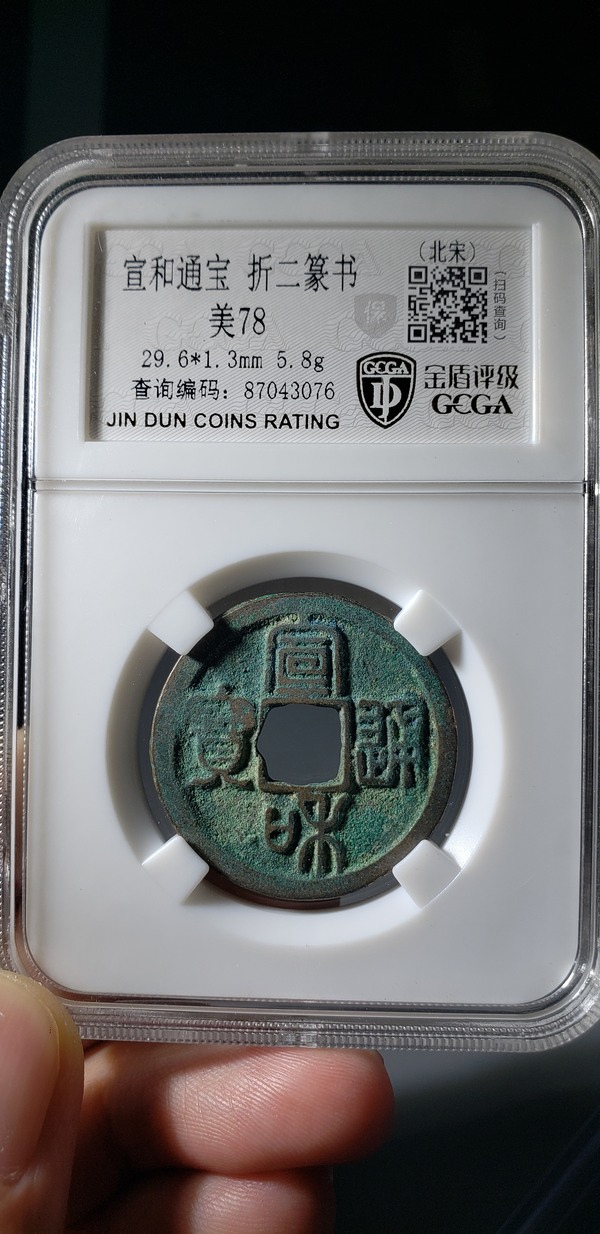 宣和通宝 折二篆书
美78
29.6*1.3mm 5.8g
查询编码：87043076
JIN DUN COINS RATING
（北宋）
（扫码查询）
保
GCGA
金盾评级
GCGA
宣
和
通
寶